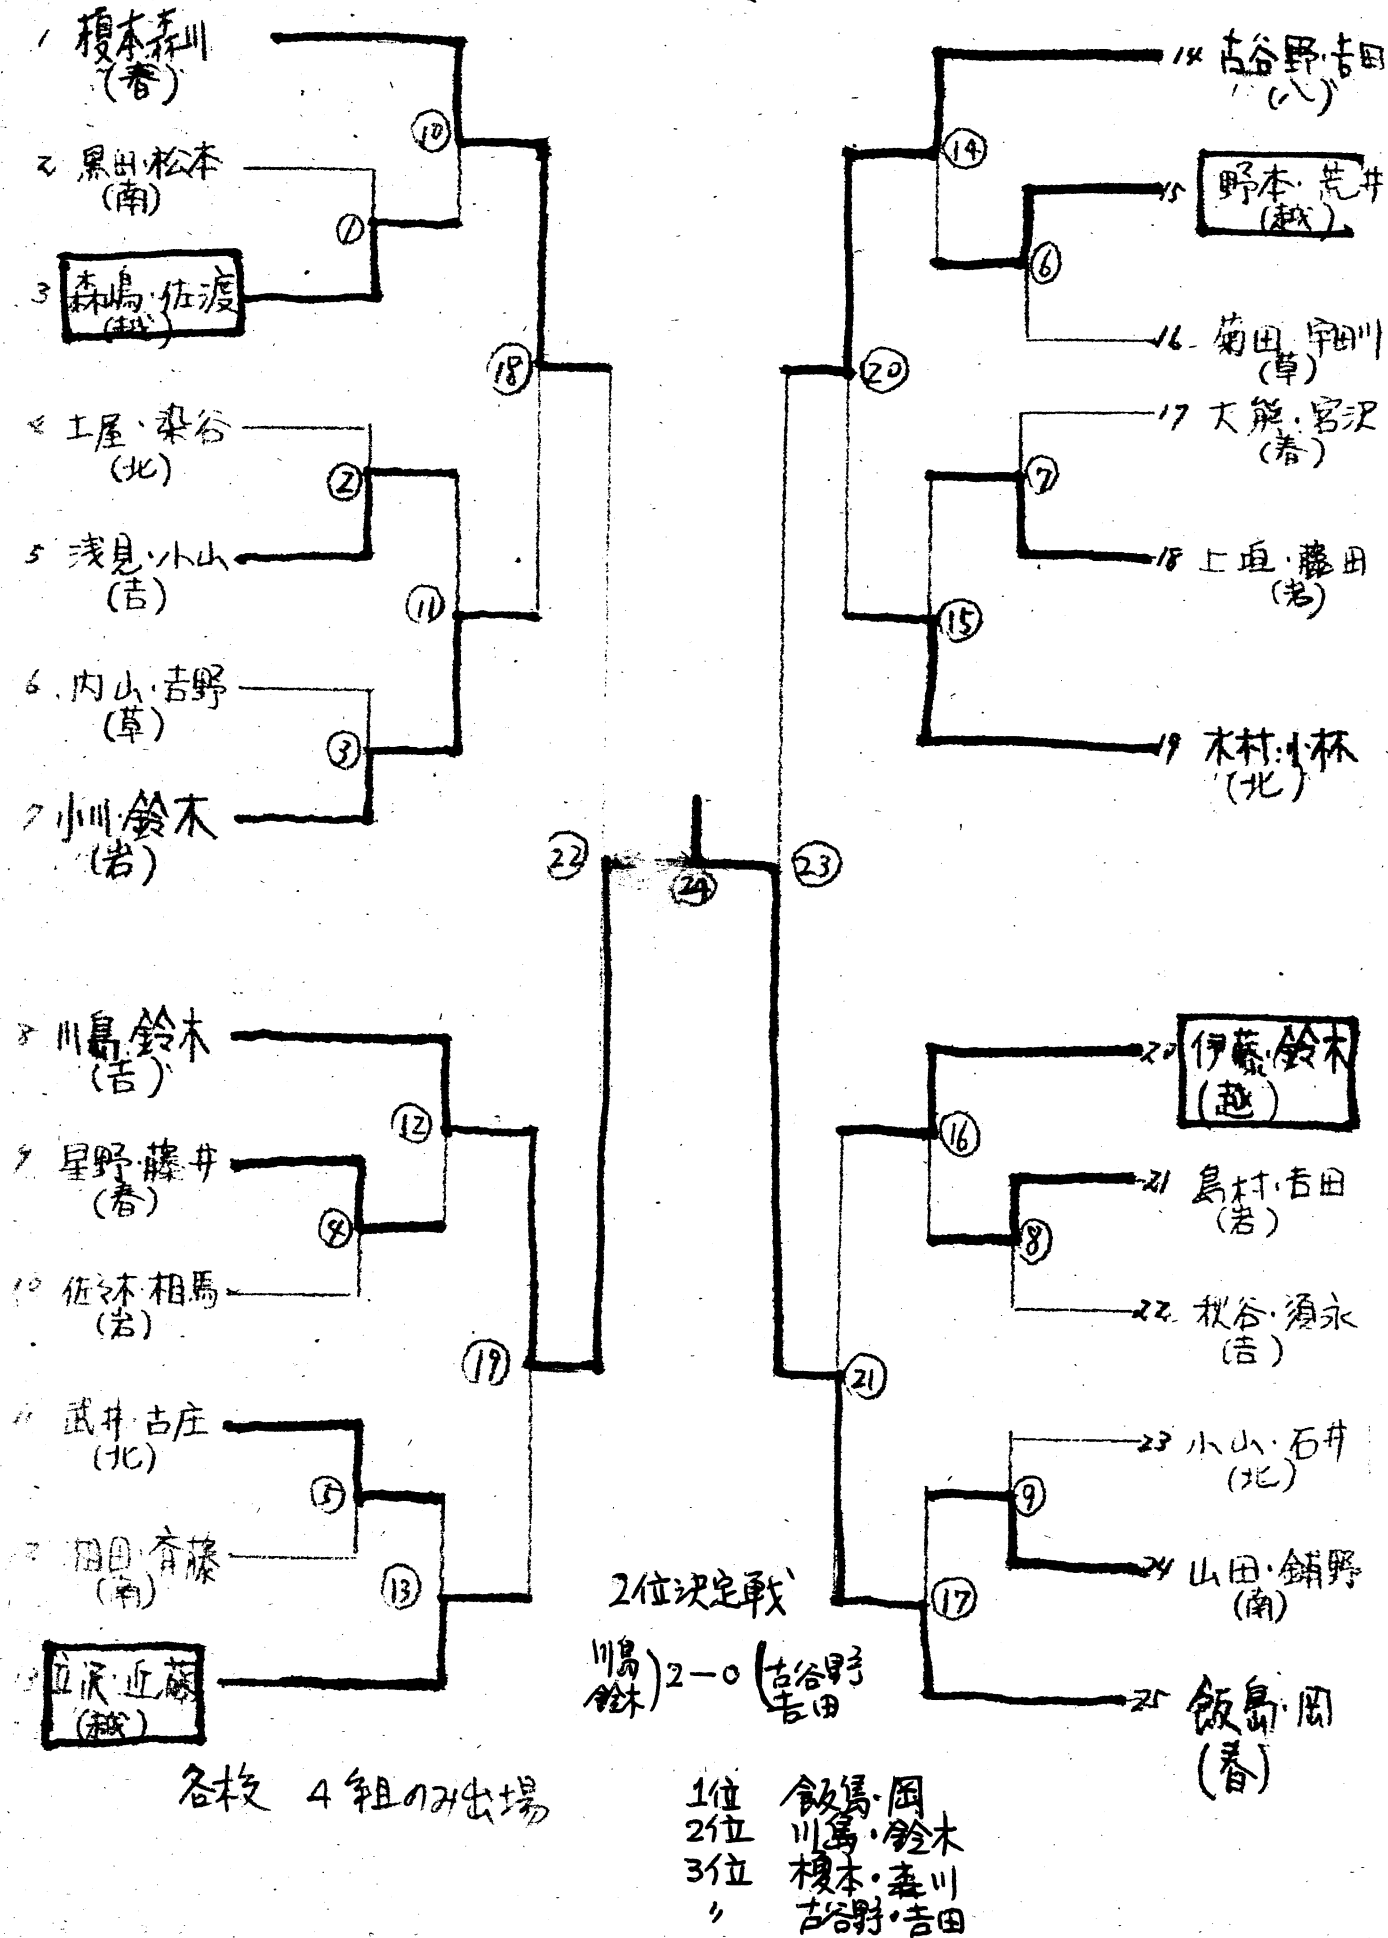 1 榎本・森川
(春)
2 黒田・松本
(南)
3 森嶋・佐渡
(越)
4 土屋・染谷
(北)
5 浅見・小山
(吉)
6 内山・吉野
(草)
7 小川・鈴木
(岩)
8 川島・鈴木
(吉)
9 星野・藤井
(春)
10 佐々木・相馬
(岩)
11 武井・古庄
(北)
田・斉藤
(南)
立沢・近藤
(越)
① ② ③ ④ ⑤
⑩ ⑪ ⑫ ⑬
⑱ ⑲
㉒ ㉔ ㉓
⑳ ㉑
⑭ ⑮ ⑯ ⑰
⑥ ⑦ ⑧ ⑨
14 古谷野・吉田
(八)
15 野本・荒井
(越)
16 菊田 宇田川
(草)
17 大熊・宮沢
(春)
18 上垣・藤田
(岩)
19 木村・小林
(北)
20 伊藤・鈴木
(越)
21 島村・吉田
(岩)
22 秋谷・須永
(吉)
23 小山・石井
(北)
24 山田・鋪野
(南)
25 飯島・岡
(春)
2位決定戦
川島
鈴木)2-0(古谷野
吉田
各校 4組のみ出場
1位 飯島・岡
2位 川島・鈴木
3位 榎本・森川
〃 古谷野・吉田